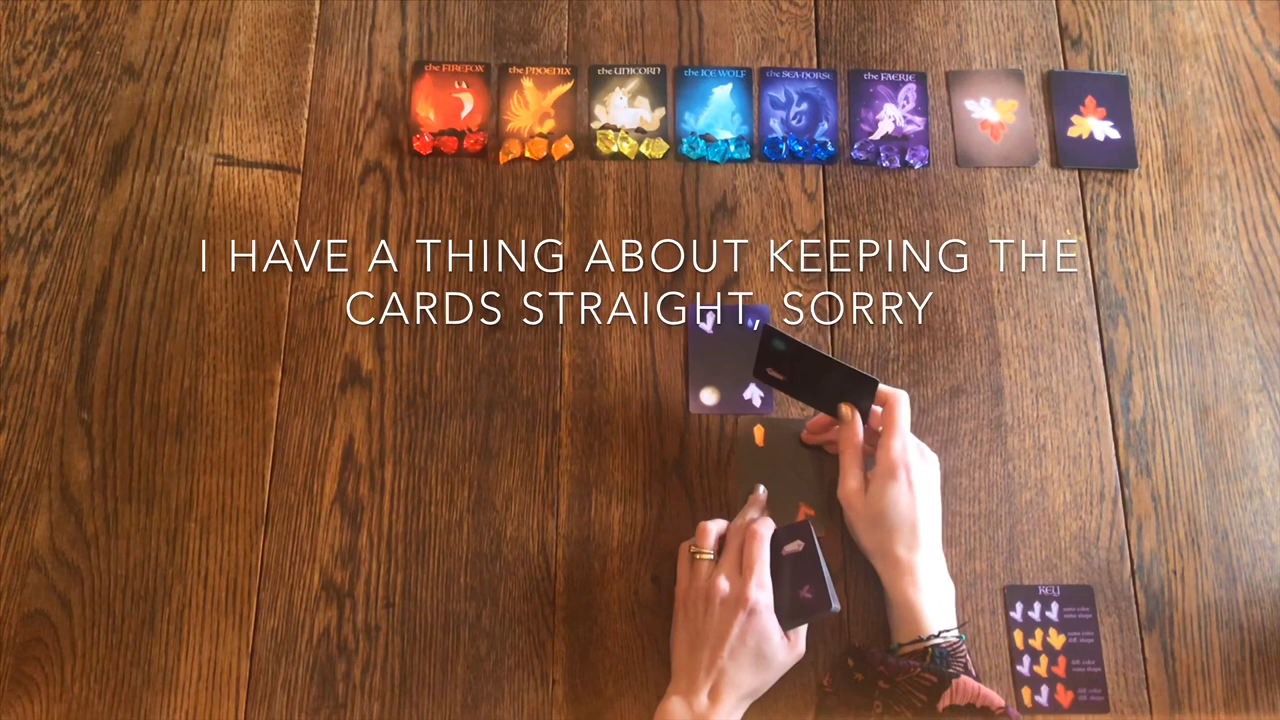 the FIREFOX
the PHOENIX
the UNICORN
the ICE WOLF
the SEA-HORSE
the FAERIE
I HAVE A THING ABOUT KEEPING THE
CARDS STRAIGHT, SORRY
KEY
same color
same shape
same color
diff. shape
diff. color
same shape
diff. color
diff. shape